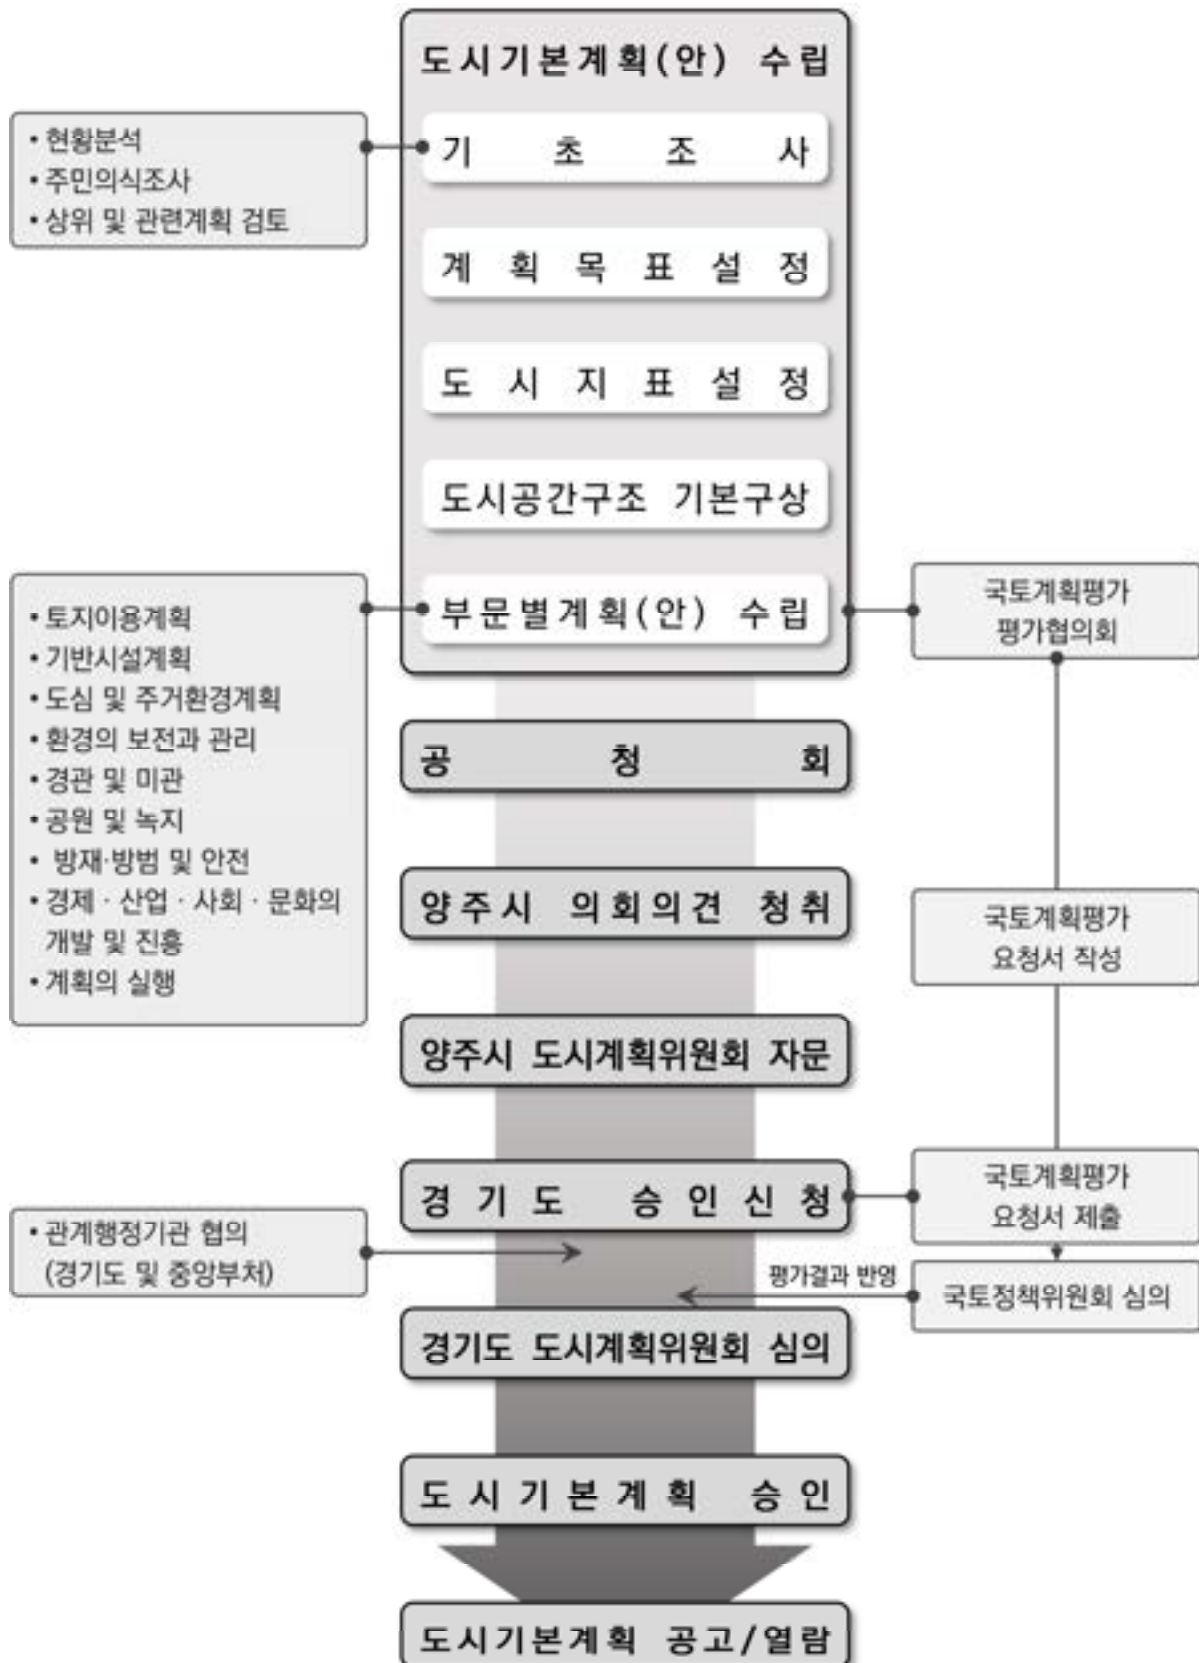 도시기본계획(안) 수립
• 현황분석
• 주민의식조사
• 상위 및 관련계획 검토
기 초 조 사
계 획 목 표 설 정
도 시 지 표 설 정
도시공간구조 기본구상
부문별계획(안) 수립
• 토지이용계획
• 기반시설계획
• 도심 및 주거환경계획
• 환경의 보전과 관리
• 경관 및 미관
• 공원 및 녹지
• 방재·방범 및 안전
• 경제 · 산업 · 사회 · 문화의
개발 및 진흥
• 계획의 실행
국토계획평가
평가협의회
공 청 회
양주시 의회의견 청취
국토계획평가
요청서 작성
양주시 도시계획위원회 자문
경기도 승인신청
국토계획평가
요청서 제출
• 관계행정기관 협의
(경기도 및 중앙부처)
평가결과 반영
국토정책위원회 심의
경기도 도시계획위원회 심의
도시기본계획 승인
도시기본계획 공고/열람